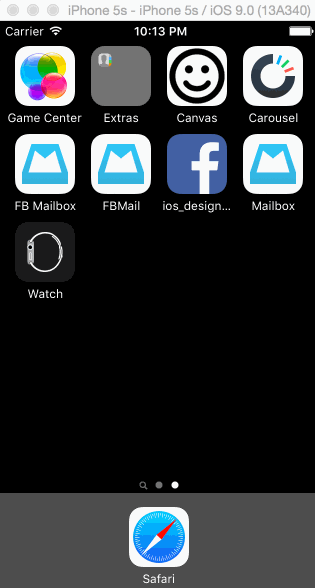 iPhone 5s - iPhone 5s / iOS 9.0 (13A340)
Carrier 10:13 PM
Game Center Extras Canvas Carousel
FB Mailbox FBMail ios_design... Mailbox
Watch
Safari